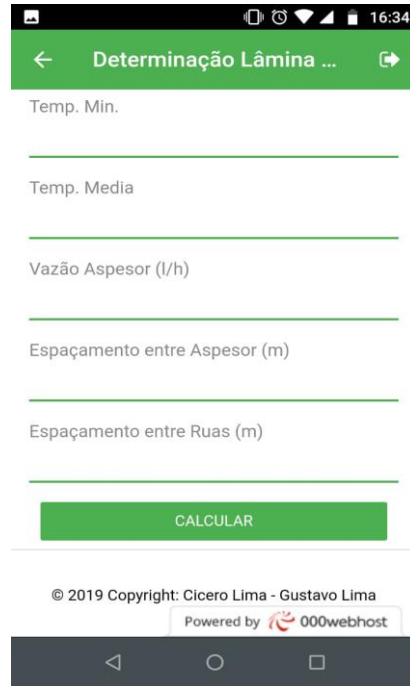 16:34
Determinação Lâmina ...
Temp. Min.
Temp. Media
Vazão Aspesor (l/h)
Espaçamento entre Aspesor (m)
Espaçamento entre Ruas (m)
CALCULAR
© 2019 Copyright: Cicero Lima - Gustavo Lima
Powered by 000webhost